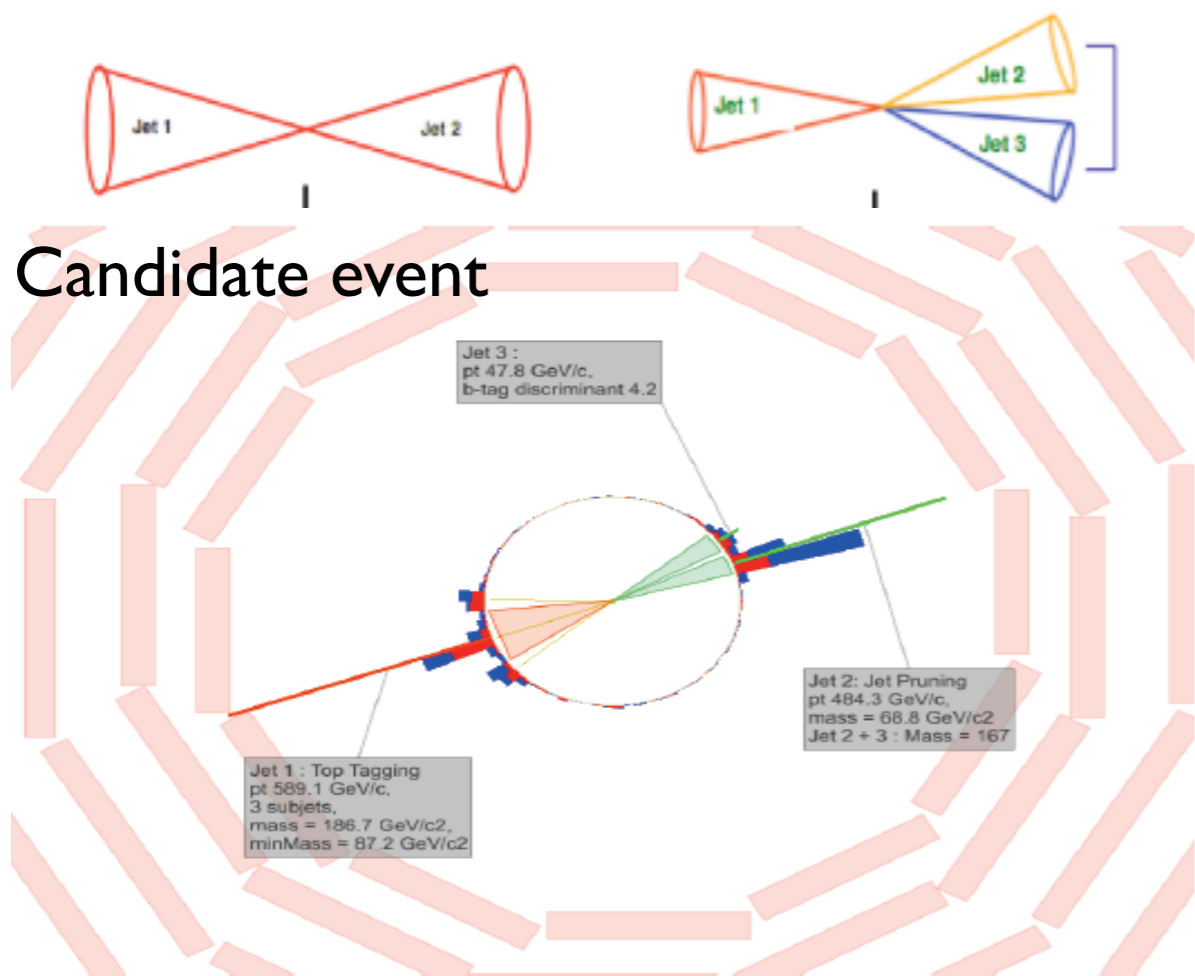 Jet 1
Jet 2
Jet 1
Jet 2
Jet 3
I
I
Candidate event
Jet 3 :
pt 47.8 GeV/c,
b-tag discriminant 4.2
Jet 2: Jet Pruning
pt 484.3 GeV/c,
mass = 68.8 GeV/c2
Jet 2 + 3 : Mass = 167
Jet 1 : Top Tagging
pt 589.1 GeV/c,
3 subjets,
mass = 186.7 GeV/c2,
minMass = 87.2 GeV/c2